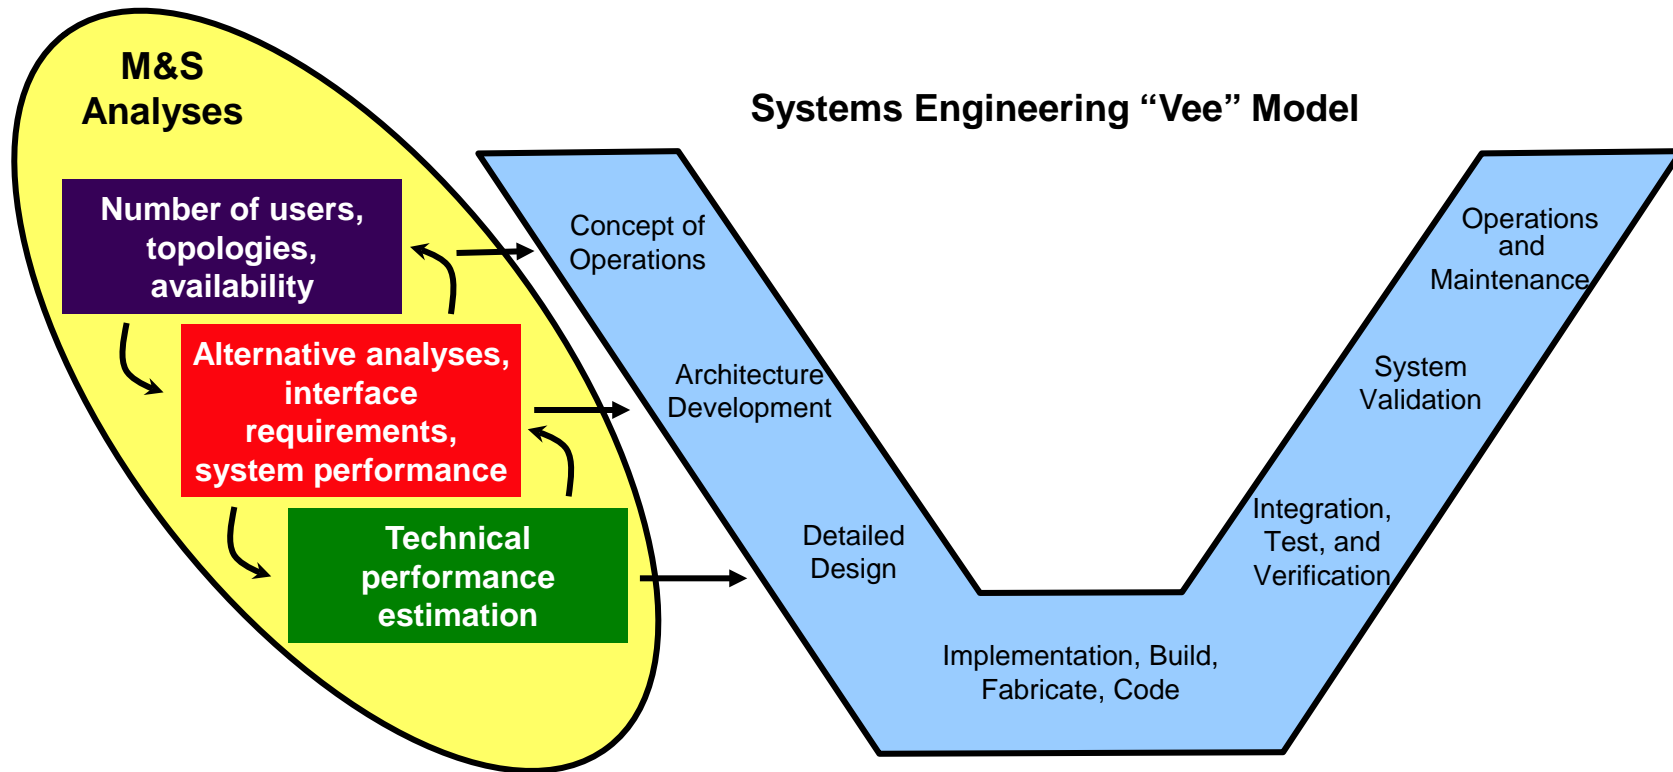 M&S
Analyses
Systems Engineering “Vee” Model
Number of users,
topologies,
availability
Alternative analyses,
interface
requirements,
system performance
Technical
performance
estimation
Concept of
Operations
Architecture
Development
Detailed
Design
Implementation, Build,
Fabricate, Code
Integration,
Test, and
Verification
System
Validation
Operations
and
Maintenance